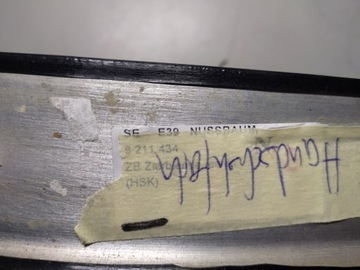 SE E39 NUSSBAUM
8 211 434
ZB
(HSK)
Handschuhfach